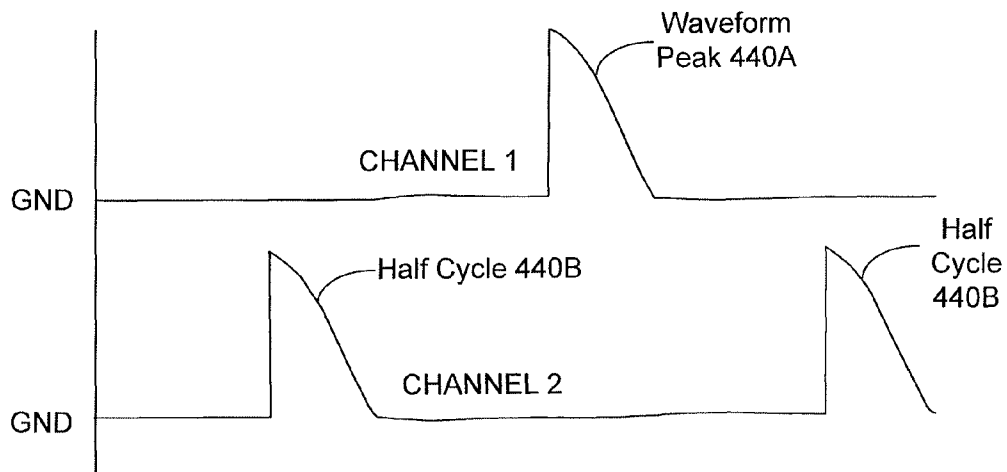 Waveform
Peak 440A
CHANNEL 1
GND
Half Cycle 440B
Half
Cycle
440B
CHANNEL 2
GND